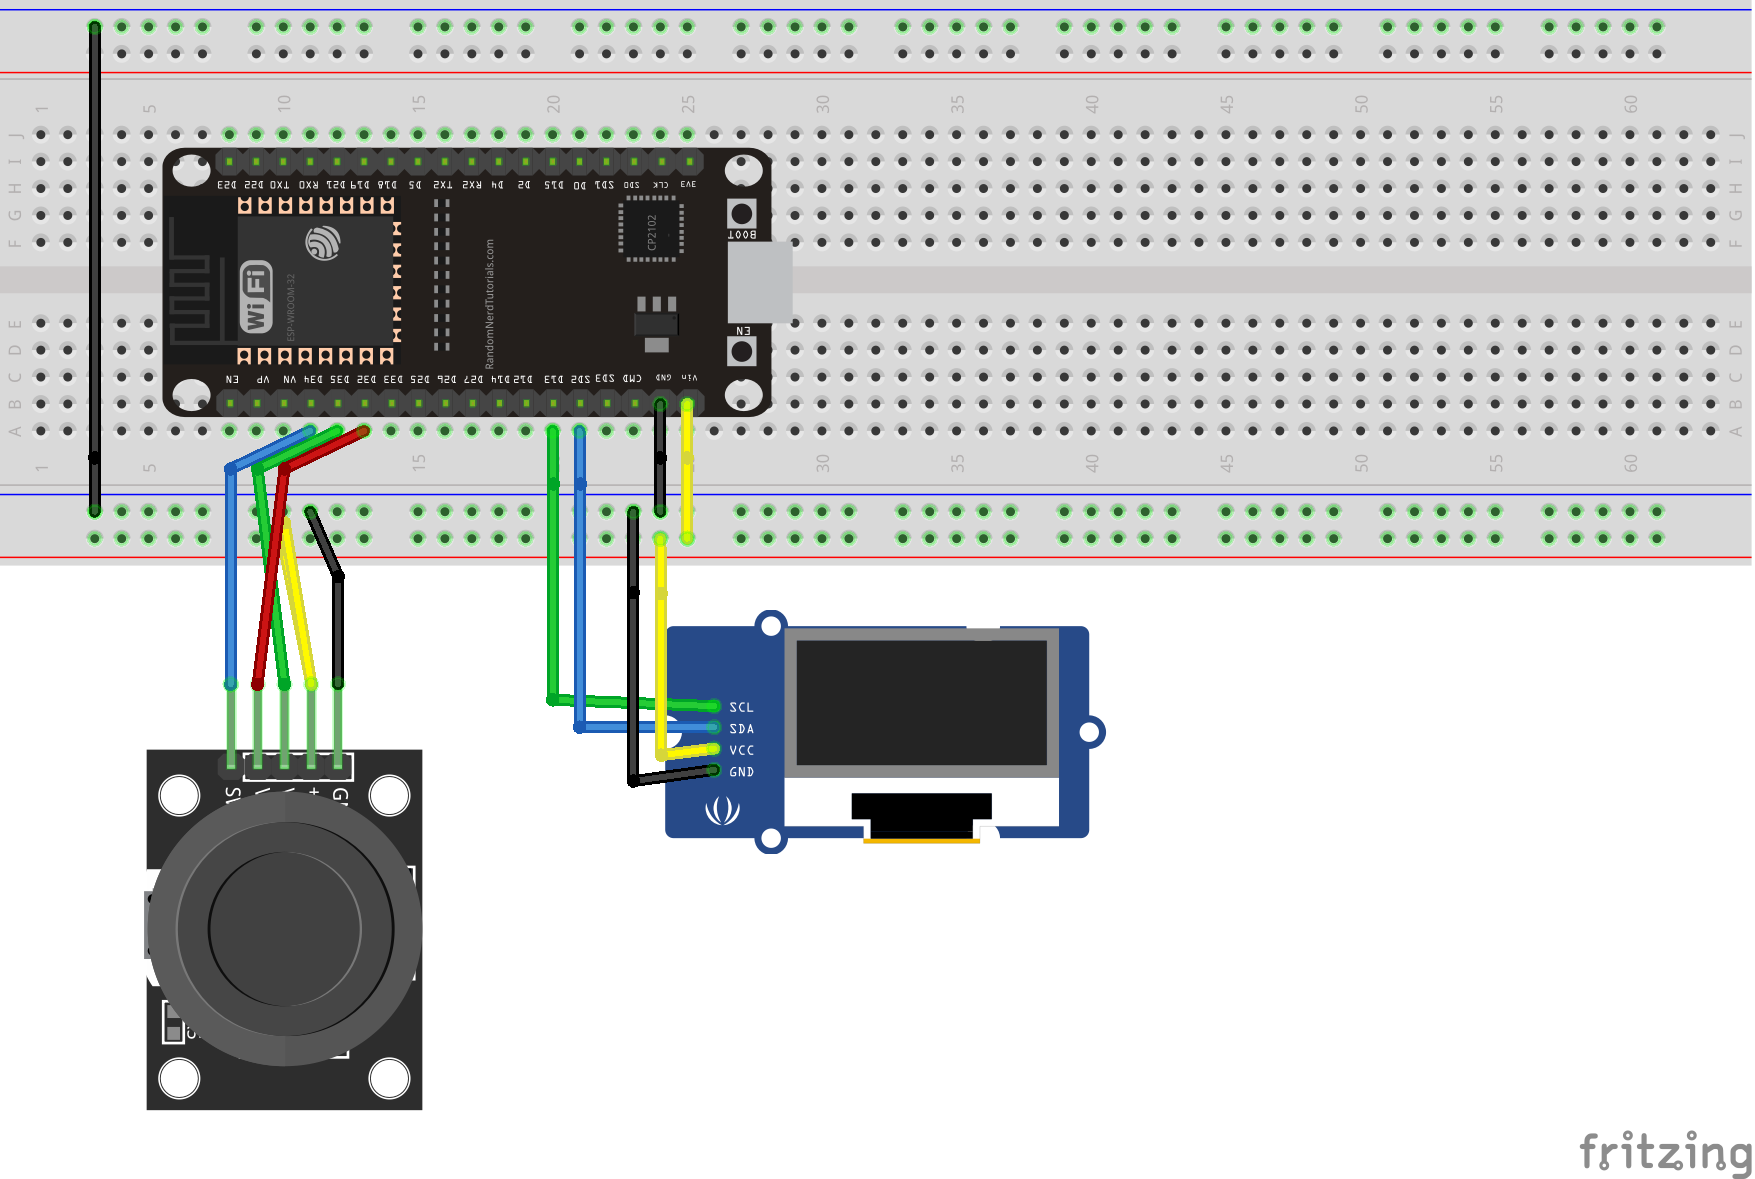 1 5 10 15 20 25 30 35 40 45 50 55 60
J J
I I
H H
G G
F F
D23 D22 TX0 RX0 D21 D19 D18 D5 TX2 RX2 D4 D2 D15 D0 SD1 SD0 CLK 3V3
CP2102
BOOT
WiFi
ESP-WROOM-32
RandomNerdTutorials.com
EN
E E
D D
C C
B B
A A
EN VP VN D34 D35 D32 D33 D25 D26 D27 D14 D12 D13 SD2 SD3 CMD GND Vin
1 5 15 30 35 40 45 50 55 60
SCL
SDA
VCC
GND
+
fritzing